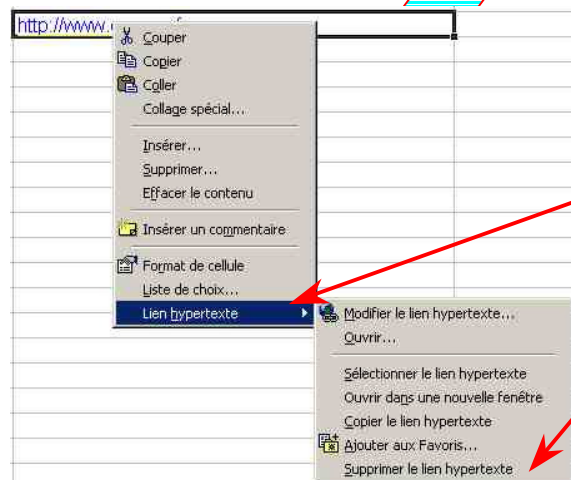 http://www.
Couper
Copier
Coller
Collage spécial...
Insérer...
Supprimer...
Effacer le contenu
Insérer un commentaire
Format de cellule
Liste de choix...
Lien hypertexte
Modifier le lien hypertexte...
Ouvrir...
Sélectionner le lien hypertexte
Ouvrir dans une nouvelle fenêtre
Copier le lien hypertexte
Ajouter aux Favoris...
Supprimer le lien hypertexte